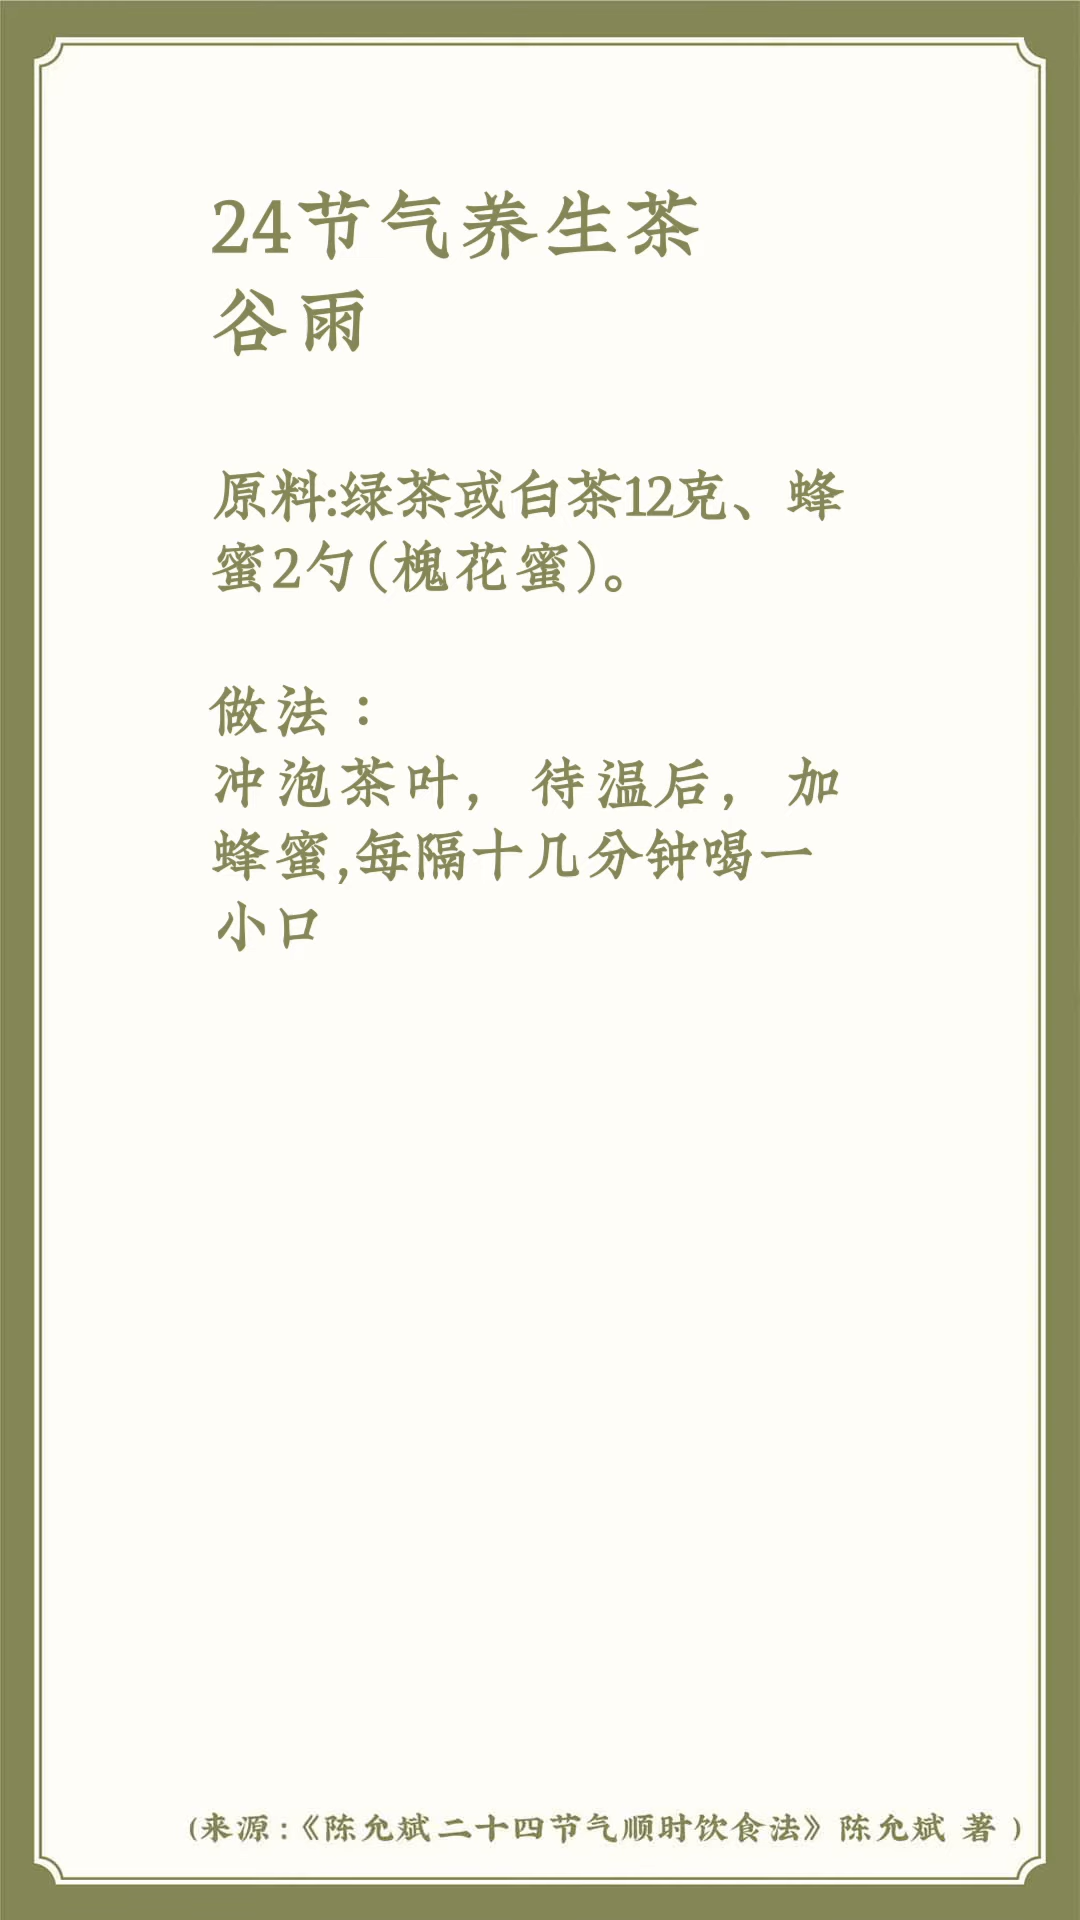 24节气养生茶
谷雨
原料:绿茶或白茶12克、蜂
蜜2勺(槐花蜜)。
做法：
冲泡茶叶，待温后，加
蜂蜜,每隔十几分钟喝一
小口
(来源:《陈允斌二十四节气顺时饮食法》陈允斌 著 )